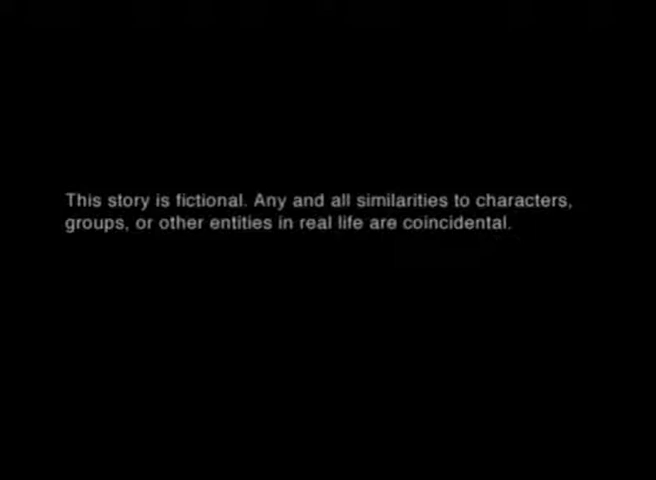 This story is fictional. Any and all similarities to characters,
groups, or other entities in real life are coincidental.